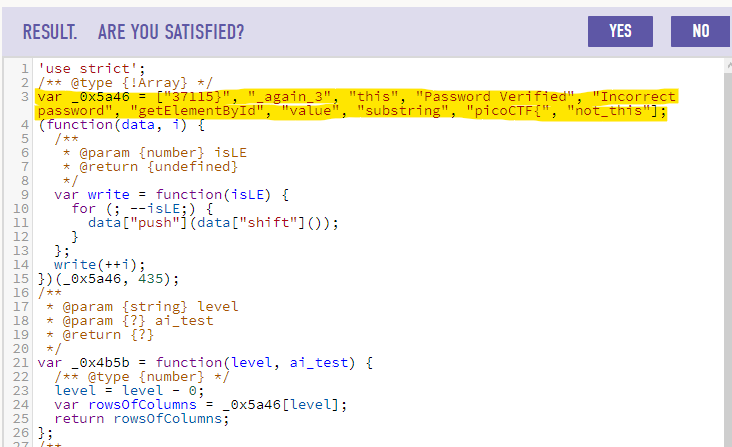 RESULT. ARE YOU SATISFIED? YES NO
1 'use strict';
2 /** @type {!Array} */
3 var _0x5a46 = ["37115}", "_again_3", "this", "Password Verified", "Incorrect
password", "getElementById", "value", "substring", "picoCTF{", "not_this"];
4 (function(data, i) {
5 /**
6 * @param {number} isLE
7 * @return {undefined}
8 */
9 var write = function(isLE) {
10 for (; --isLE;) {
11 data["push"](data["shift"]());
12 }
13 };
14 write(++i);
15 })(_0x5a46, 435);
16 /**
17 * @param {string} level
18 * @param {?} ai_test
19 * @return {?}
20 */
21 var _0x4b5b = function(level, ai_test) {
22 /** @type {number} */
23 level = level - 0;
24 var rowsOfColumns = _0x5a46[level];
25 return rowsOfColumns;
26 };
27 /**